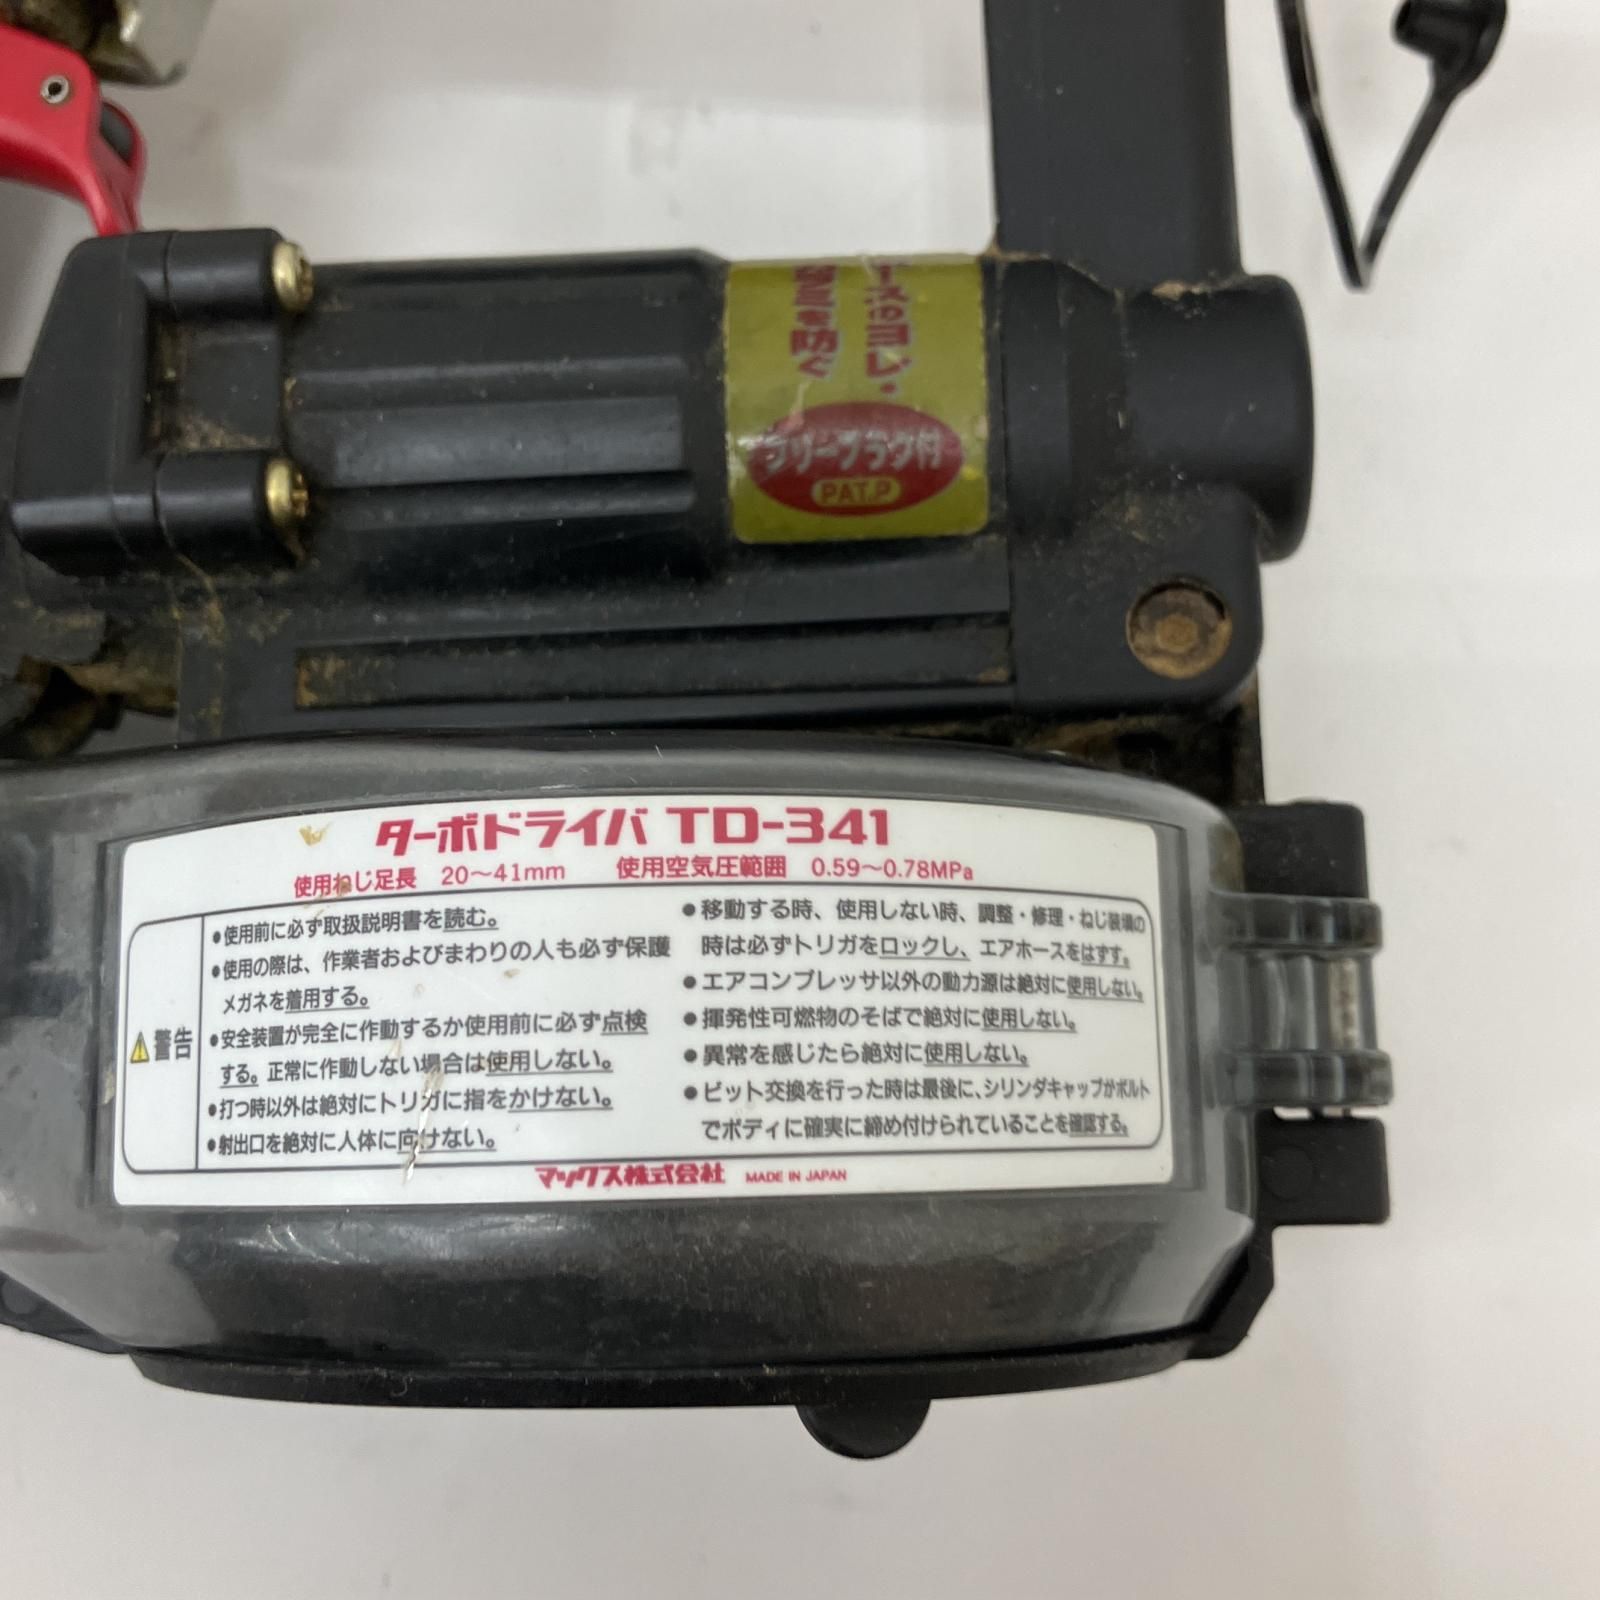 ースのヨレ・
を防ぐ
フリープラグ付
PAT.P
ターボドライバ TD-341
使用ねじ足長 20〜41mm 使用空気圧範囲 0.59〜0.78MPa
警告
●使用前に必ず取扱説明書を読む。
●使用の際は、作業者およびまわりの人も必ず保護
メガネを着用する。
●安全装置が完全に作動するか使用前に必ず点検
する。正常に作動しない場合は使用しない。
●打つ時以外は絶対にトリガに指をかけない。
●射出口を絶対に人体に向けない。
●移動する時、使用しない時、調整・修理・ねじ装填の
時は必ずトリガをロックし、エアホースをはずす。
●エアコンプレッサ以外の動力源は絶対に使用しない。
●揮発性可燃物のそばで絶対に使用しない。
●異常を感じたら絶対に使用しない。
●ビット交換を行った時は最後に、シリンダキャップがボルト
でボディに確実に締め付けられていることを確認する。
マックス株式会社 MADE IN JAPAN